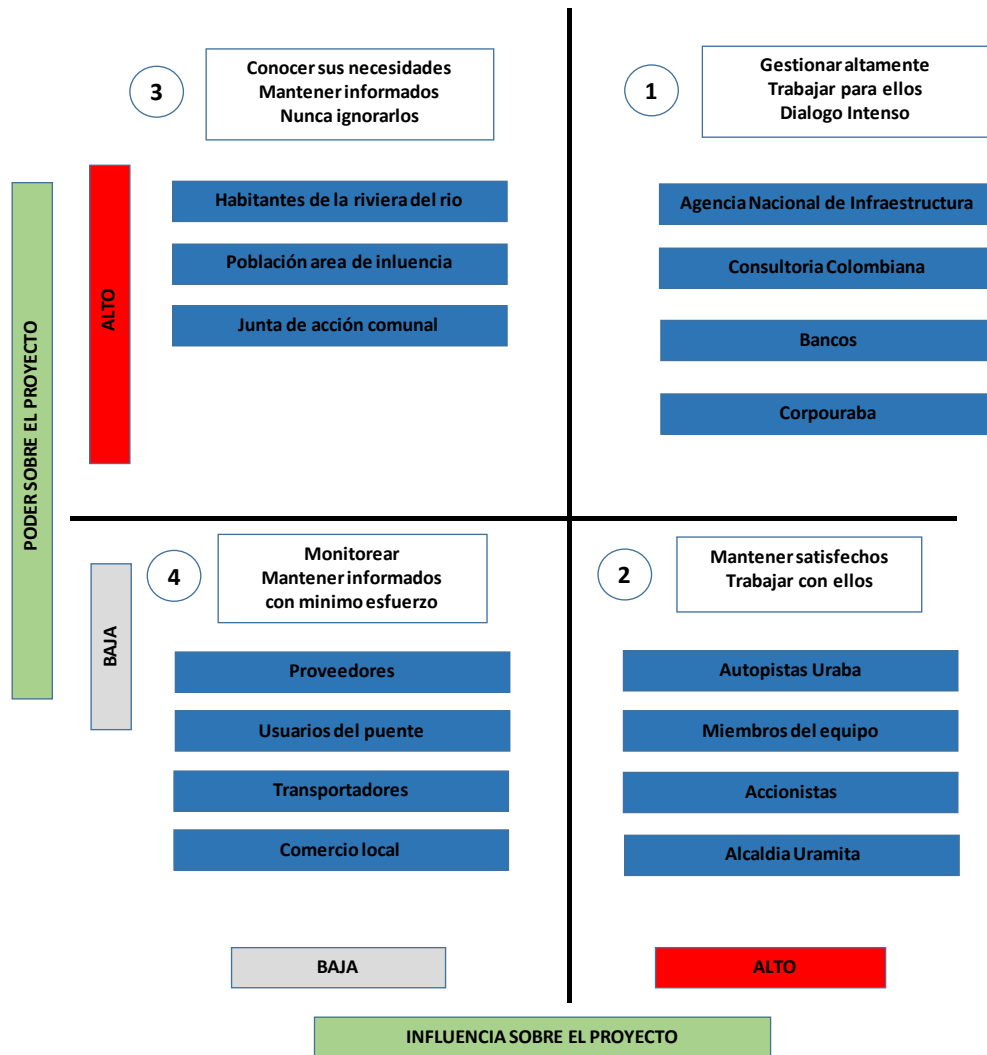 3
Conocer sus necesidades
Mantener informados
Nunca ignorarlos
1
Gestionar altamente
Trabajar para ellos
Dialogo Intenso
PODER SOBRE EL PROYECTO
ALTO
Habitantes de la riviera del rio
Población area de inluencia
Junta de acción comunal
Agencia Nacional de Infraestructura
Consultoria Colombiana
Bancos
Corpouraba
BAJA
4
Monitorear
Mantener informados
con minimo esfuerzo
2
Mantener satisfechos
Trabajar con ellos
Proveedores
Usuarios del puente
Transportadores
Comercio local
Autopistas Uraba
Miembros del equipo
Accionistas
Alcaldia Uramita
BAJA
ALTO
INFLUENCIA SOBRE EL PROYECTO